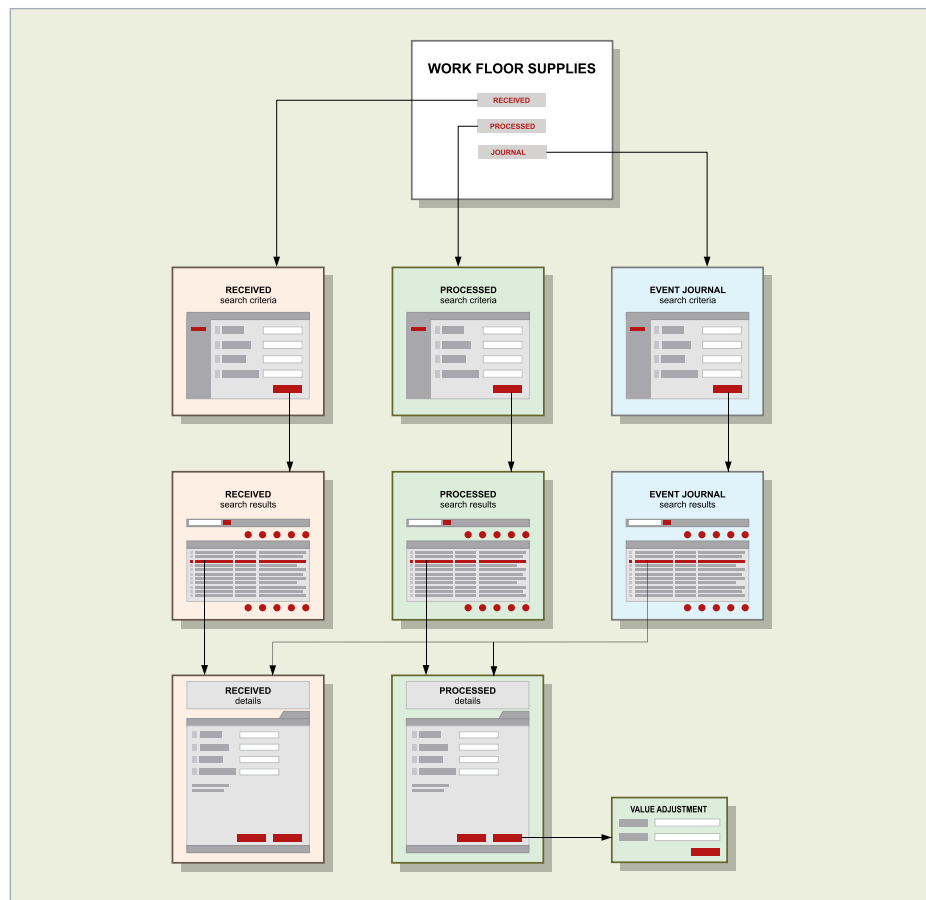 WORK FLOOR SUPPLIES
RECEIVED
PROCESSED
JOURNAL
RECEIVED
search criteria
PROCESSED
search criteria
EVENT JOURNAL
search criteria
RECEIVED
search results
PROCESSED
search results
EVENT JOURNAL
search results
RECEIVED
details
PROCESSED
details
VALUE ADJUSTMENT